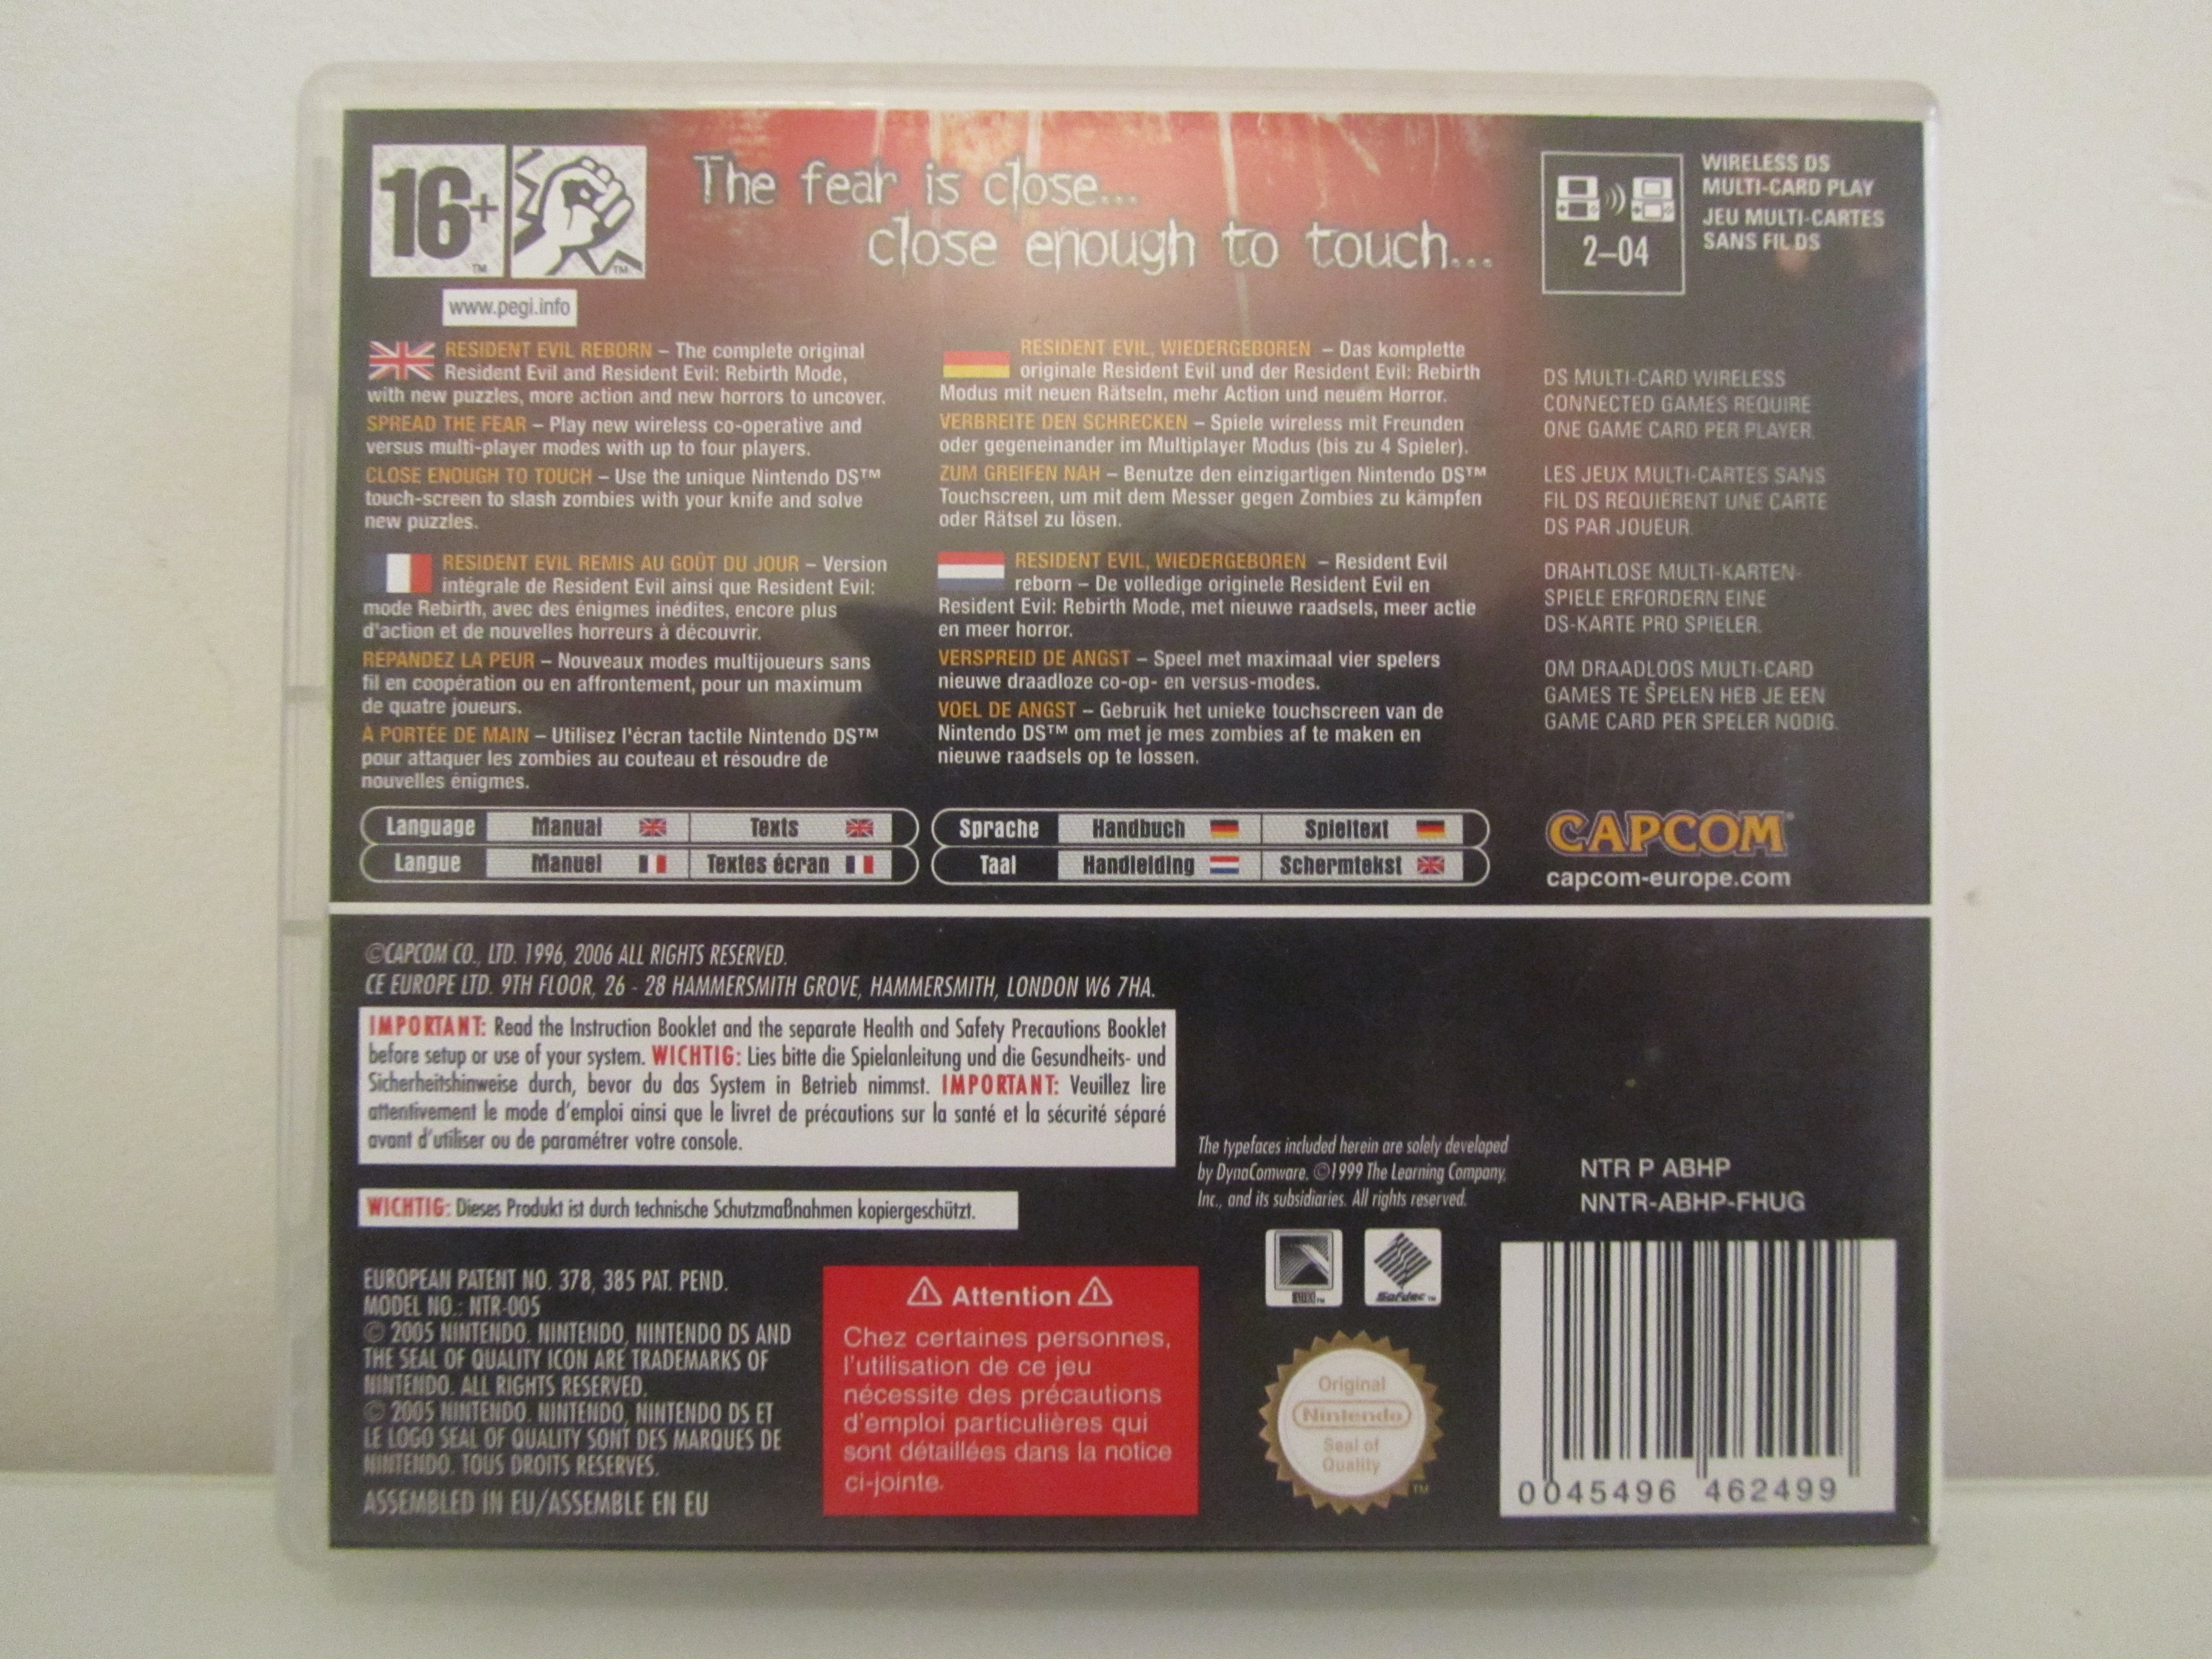 16+
TM
TM
www.pegi.info
The fear is close...
close enough to touch...
2–04
WIRELESS DS
MULTI-CARD PLAY
JEU MULTI-CARTES
SANS FIL DS
RESIDENT EVIL REBORN – The complete original
Resident Evil and Resident Evil: Rebirth Mode,
with new puzzles, more action and new horrors to uncover.
SPREAD THE FEAR – Play new wireless co-operative and
versus multi-player modes with up to four players.
CLOSE ENOUGH TO TOUCH – Use the unique Nintendo DS™
touch-screen to slash zombies with your knife and solve
new puzzles.
RESIDENT EVIL REMIS AU GOÛT DU JOUR – Version
intégrale de Resident Evil ainsi que Resident Evil:
mode Rebirth, avec des énigmes inédites, encore plus
d'action et de nouvelles horreurs à découvrir.
RÉPANDEZ LA PEUR – Nouveaux modes multijoueurs sans
fil en coopération ou en affrontement, pour un maximum
de quatre joueurs.
À PORTÉE DE MAIN – Utilisez l'écran tactile Nintendo DS™
pour attaquer les zombies au couteau et résoudre de
nouvelles énigmes.
RESIDENT EVIL, WIEDERGEBOREN – Das komplette
originale Resident Evil und der Resident Evil: Rebirth
Modus mit neuen Rätseln, mehr Action und neuem Horror.
VERBREITE DEN SCHRECKEN – Spiele wireless mit Freunden
oder gegeneinander im Multiplayer Modus (bis zu 4 Spieler).
ZUM GREIFEN NAH – Benutze den einzigartigen Nintendo DS™
Touchscreen, um mit dem Messer gegen Zombies zu kämpfen
oder Rätsel zu lösen.
RESIDENT EVIL, WIEDERGEBOREN – Resident Evil
reborn – De volledige originele Resident Evil en
Resident Evil: Rebirth Mode, met nieuwe raadsels, meer actie
en meer horror.
VERSPREID DE ANGST – Speel met maximaal vier spelers
nieuwe draadloze co-op- en versus-modes.
VOEL DE ANGST – Gebruik het unieke touchscreen van de
Nintendo DS™ om met je mes zombies af te maken en
nieuwe raadsels op te lossen.
DS MULTI-CARD WIRELESS
CONNECTED GAMES REQUIRE
ONE GAME CARD PER PLAYER.
LES JEUX MULTI-CARTES SANS
FIL DS REQUIÈRENT UNE CARTE
DS PAR JOUEUR.
DRAHTLOSE MULTI-KARTEN-
SPIELE ERFORDERN EINE
DS-KARTE PRO SPIELER.
OM DRAADLOOS MULTI-CARD
GAMES TE SPELEN HEB JE EEN
GAME CARD PER SPELER NODIG.
Language Manual Texts
Langue Manuel Textes écran
Sprache Handbuch Spieltext
Taal Handleiding Schermtekst
CAPCOM®
capcom-europe.com
©CAPCOM CO., LTD. 1996, 2006 ALL RIGHTS RESERVED.
CE EUROPE LTD. 9TH FLOOR, 26 - 28 HAMMERSMITH GROVE, HAMMERSMITH, LONDON W6 7HA.
IMPORTANT: Read the Instruction Booklet and the separate Health and Safety Precautions Booklet
before setup or use of your system. WICHTIG: Lies bitte die Spielanleitung und die Gesundheits- und
Sicherheitshinweise durch, bevor du das System in Betrieb nimmst. IMPORTANT: Veuillez lire
attentivement le mode d'emploi ainsi que le livret de précautions sur la santé et la sécurité séparé
avant d'utiliser ou de paramétrer votre console.
WICHTIG: Dieses Produkt ist durch technische Schutzmaßnahmen kopiergeschützt.
EUROPEAN PATENT NO. 378, 385 PAT. PEND.
MODEL NO.: NTR-005
© 2005 NINTENDO. NINTENDO, NINTENDO DS AND
THE SEAL OF QUALITY ICON ARE TRADEMARKS OF
NINTENDO. ALL RIGHTS RESERVED.
© 2005 NINTENDO. NINTENDO, NINTENDO DS ET
LE LOGO SEAL OF QUALITY SONT DES MARQUES DE
NINTENDO. TOUS DROITS RESERVES.
ASSEMBLED IN EU/ASSEMBLE EN EU
Attention
Chez certaines personnes,
l'utilisation de ce jeu
nécessite des précautions
d'emploi particulières qui
sont détaillées dans la notice
ci-jointe.
The typefaces included herein are solely developed
by DynaComware. ©1999 The Learning Company,
Inc., and its subsidiaries. All rights reserved.
Sofdec™
Original
Nintendo
Seal of
Quality
TM
NTR P ABHP
NNTR-ABHP-FHUG
0045496 462499